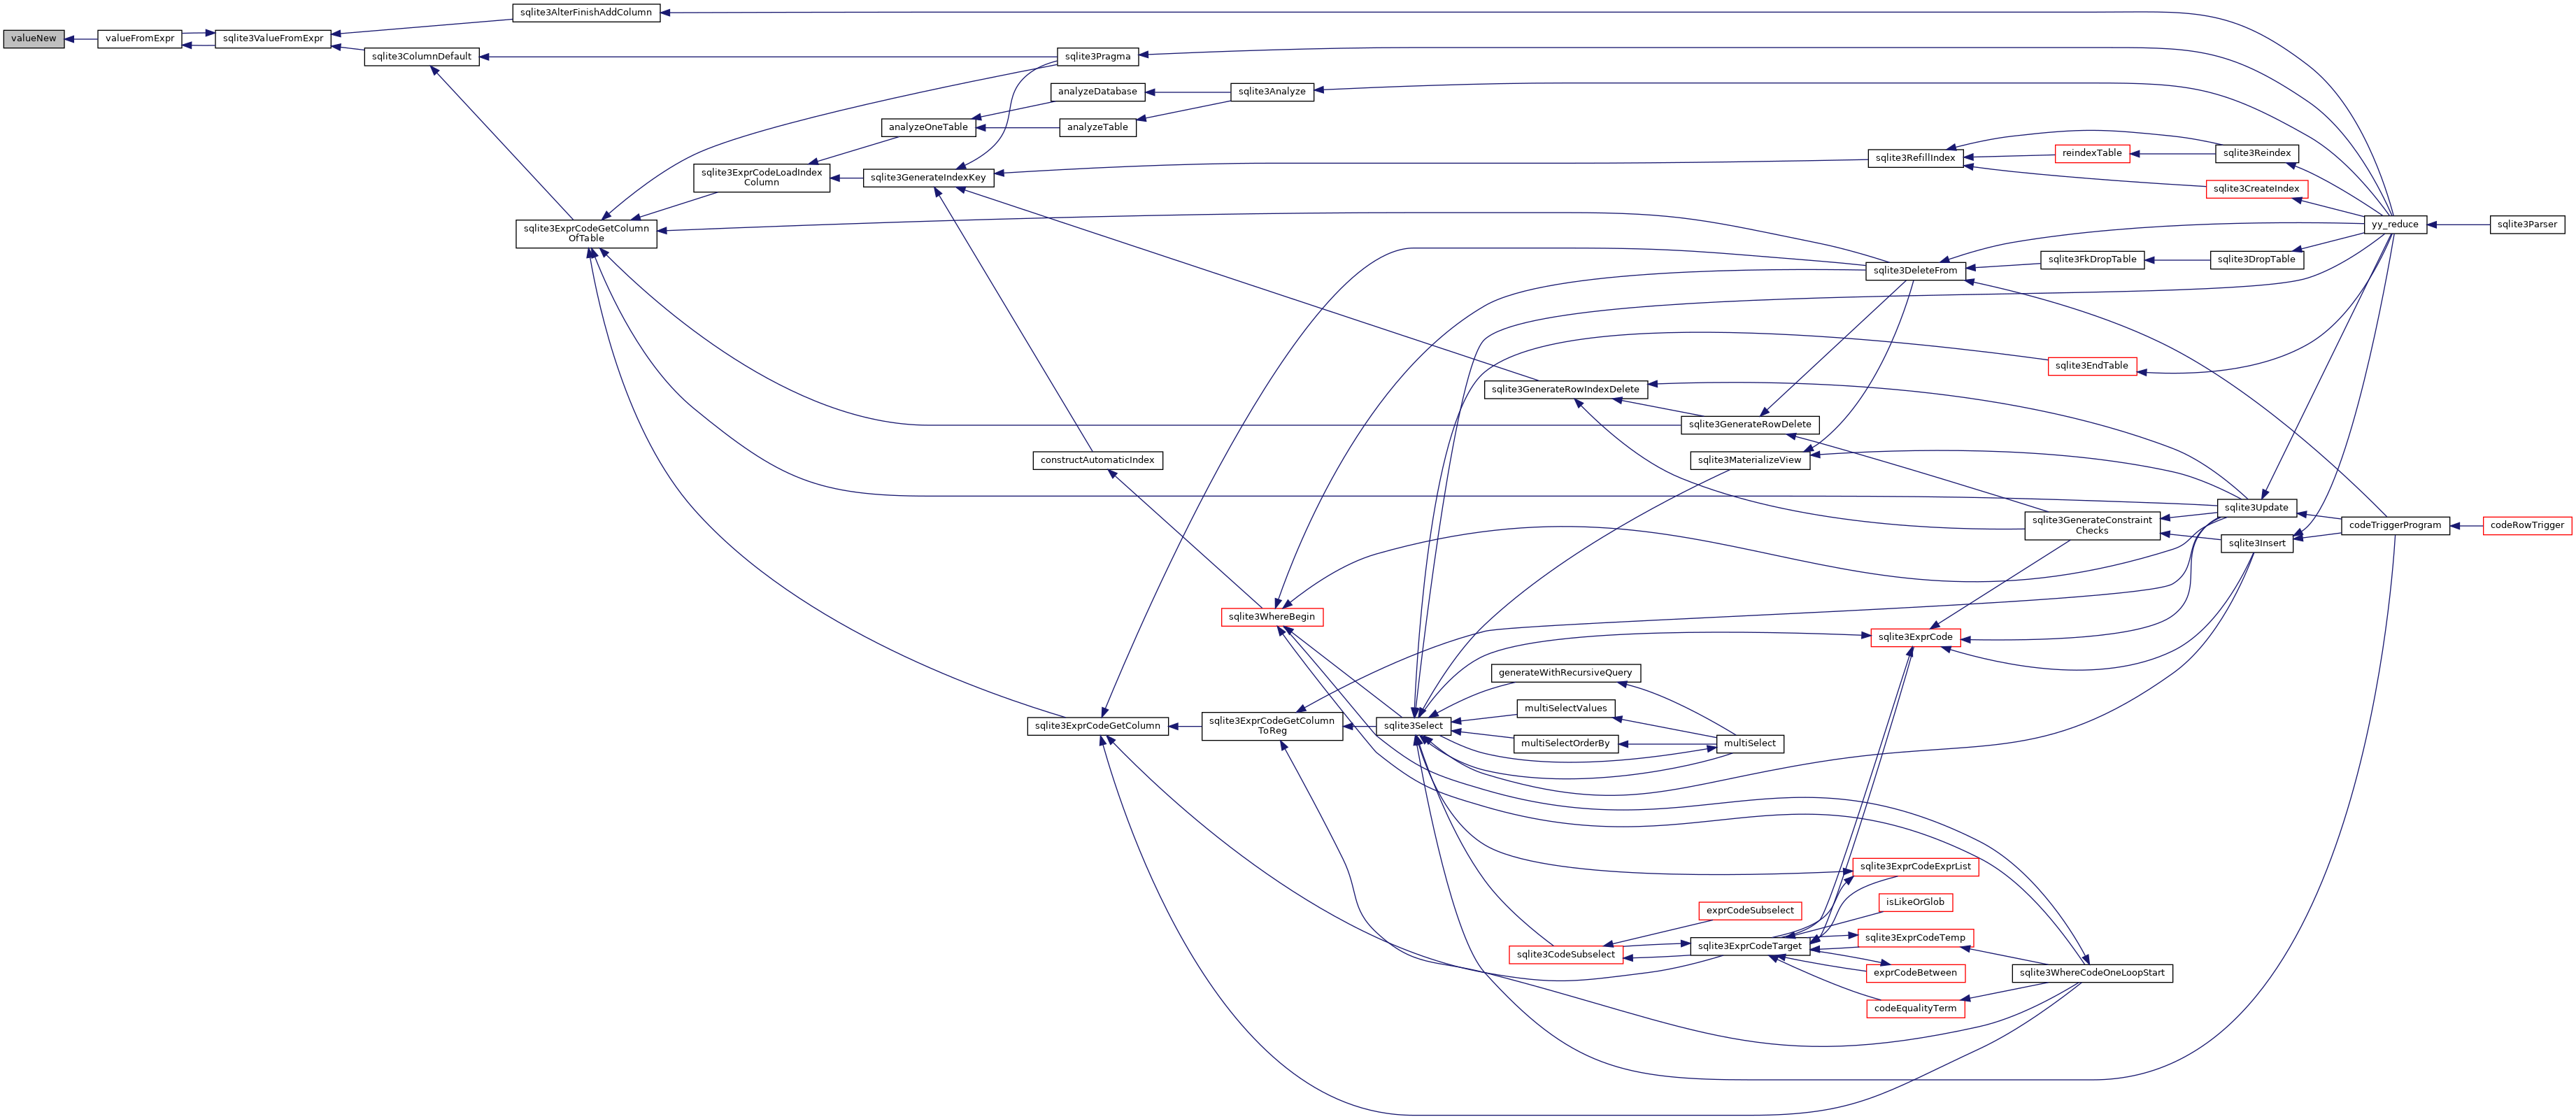 valueNew
valueFromExpr
sqlite3ValueFromExpr
sqlite3AlterFinishAddColumn
sqlite3ColumnDefault
sqlite3Pragma
analyzeDatabase
sqlite3Analyze
analyzeOneTable
analyzeTable
sqlite3ExprCodeLoadIndex
Column
sqlite3GenerateIndexKey
sqlite3RefillIndex
reindexTable
sqlite3Reindex
sqlite3CreateIndex
sqlite3ExprCodeGetColumn
OfTable
yy_reduce
sqlite3Parser
sqlite3DeleteFrom
sqlite3FkDropTable
sqlite3DropTable
sqlite3EndTable
sqlite3GenerateRowIndexDelete
sqlite3GenerateRowDelete
constructAutomaticIndex
sqlite3MaterializeView
sqlite3Update
sqlite3GenerateConstraint
Checks
codeTriggerProgram
codeRowTrigger
sqlite3Insert
sqlite3WhereBegin
sqlite3ExprCode
generateWithRecursiveQuery
multiSelectValues
sqlite3ExprCodeGetColumn
sqlite3ExprCodeGetColumn
ToReg
sqlite3Select
multiSelectOrderBy
multiSelect
sqlite3ExprCodeExprList
isLikeOrGlob
exprCodeSubselect
sqlite3ExprCodeTemp
sqlite3ExprCodeTarget
sqlite3CodeSubselect
exprCodeBetween
sqlite3WhereCodeOneLoopStart
codeEqualityTerm